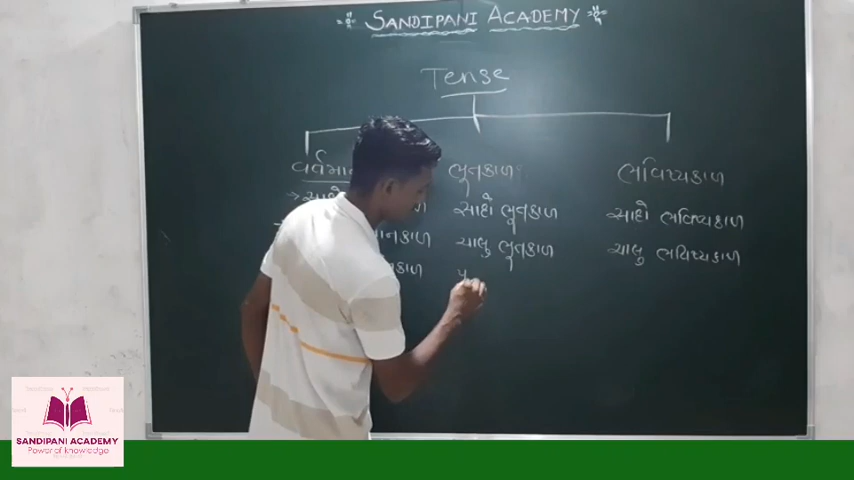 SANDIPANI ACADEMY
Tense
ભૂતકાળ ભવિષ્યકાળ
સાદો ભૂતકાળ સાદો ભવિષ્યકાળ
ચાલુ ભૂતકાળ ચાલુ ભવિષ્યકાળ
SANDIPANI ACADEMY
Power of knowledge